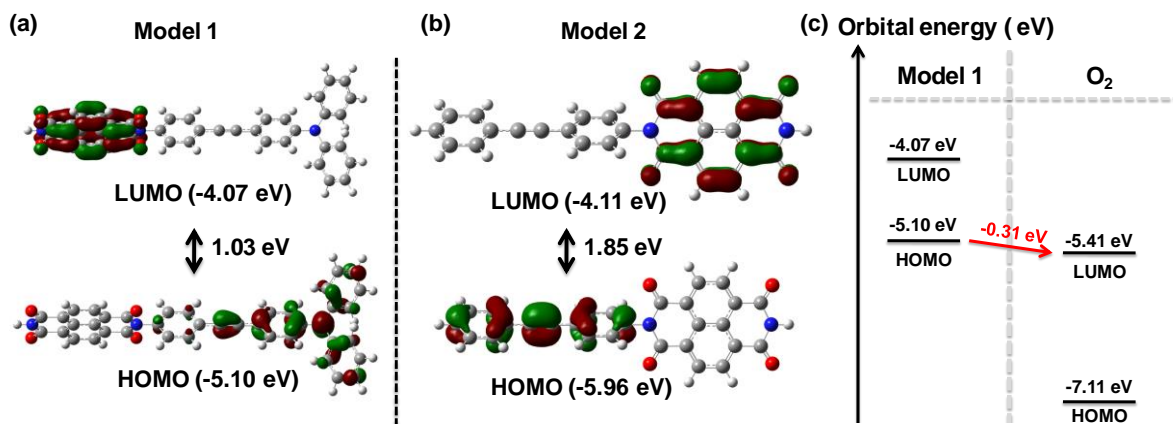 (a)
Model 1
LUMO (-4.07 eV)
1.03 eV
HOMO (-5.10 eV)
(b)
Model 2
LUMO (-4.11 eV)
1.85 eV
HOMO (-5.96 eV)
(c) Orbital energy ( eV)
Model 1
O2
-4.07 eV
LUMO
-5.10 eV
HOMO
-0.31 eV
-5.41 eV
LUMO
-7.11 eV
HOMO